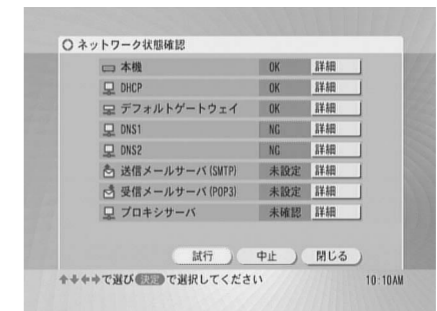 ネットワーク状態確認
本機 OK 詳細
DHCP OK 詳細
デフォルトゲートウェイ OK 詳細
DNS1 NG 詳細
DNS2 NG 詳細
送信メールサーバ(SMTP) 未設定 詳細
受信メールサーバ(POP3) 未設定 詳細
プロキシサーバ 未確認 詳細
試行 中止 閉じる
で選び 決定 で選択してください 10:10AM